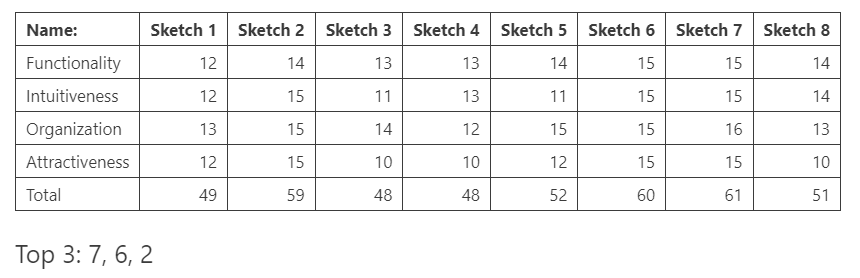 Name: Sketch 1 Sketch 2 Sketch 3 Sketch 4 Sketch 5 Sketch 6 Sketch 7 Sketch 8
Functionality 12 14 13 13 14 15 15 14
Intuitiveness 12 15 11 13 11 15 15 14
Organization 13 15 14 12 15 15 16 13
Attractiveness 12 15 10 10 12 15 15 10
Total 49 59 48 48 52 60 61 51
Top 3: 7, 6, 2